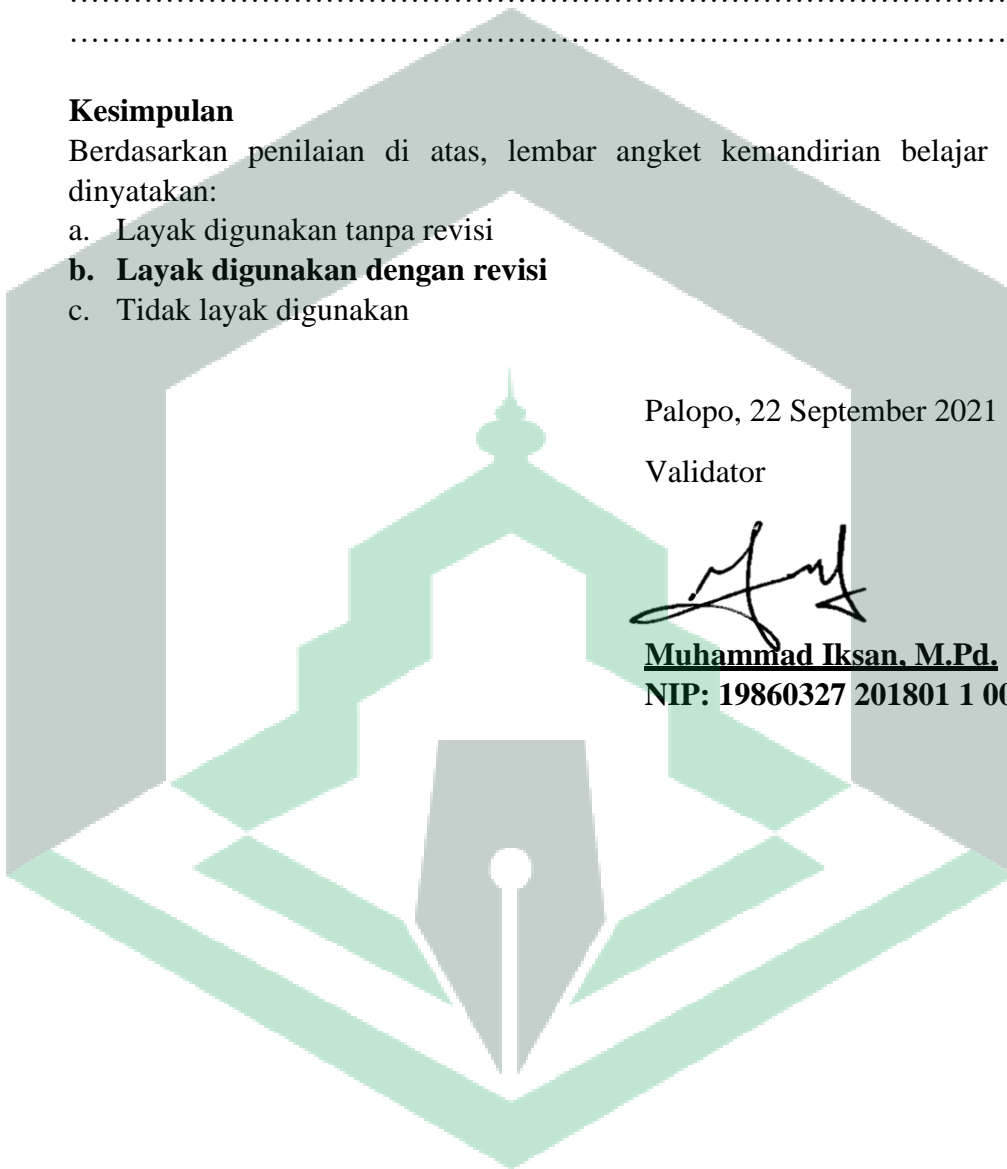 ……………………………………………………………………………
……………………………………………………………………………
Kesimpulan
Berdasarkan penilaian di atas, lembar angket kemandirian belajar
dinyatakan:
a. Layak digunakan tanpa revisi
b. Layak digunakan dengan revisi
c. Tidak layak digunakan
Palopo, 22 September 2021
Validator
Muhammad Iksan, M.Pd.
NIP: 19860327 201801 1 00